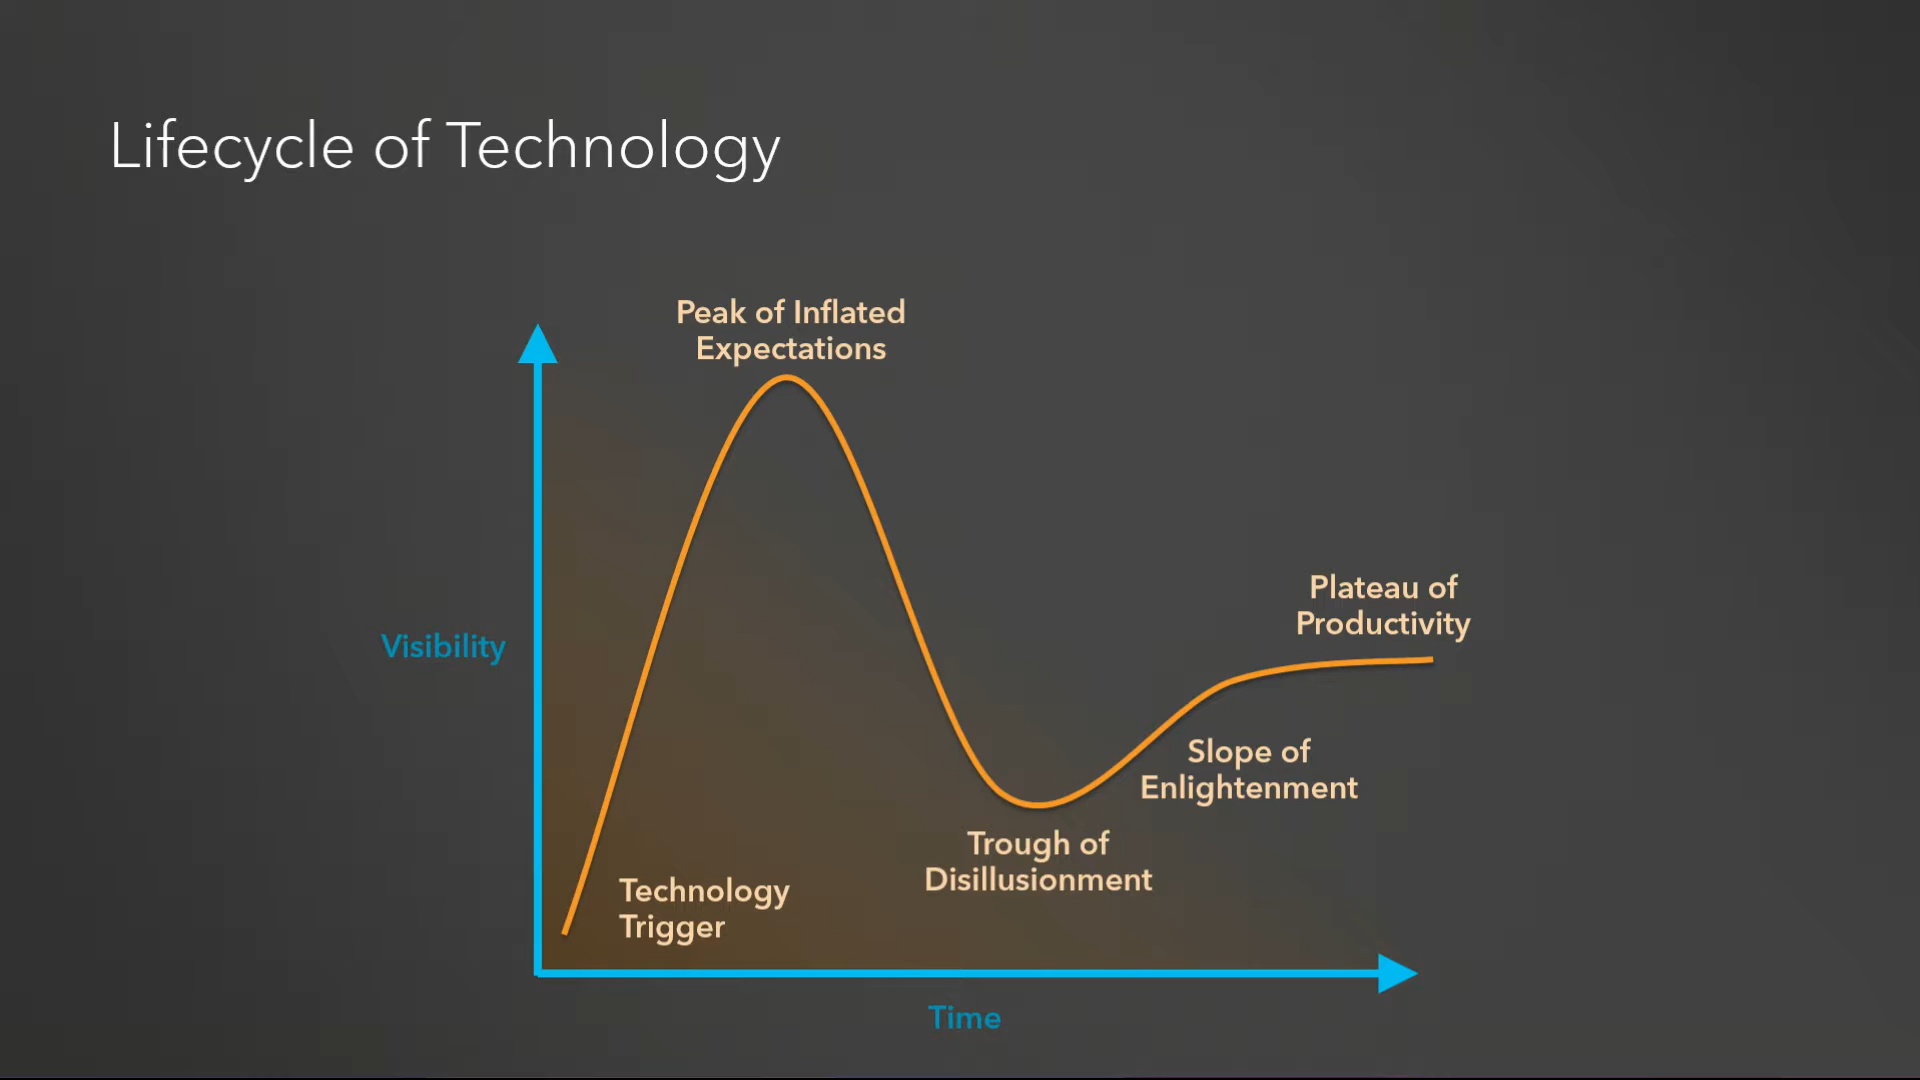 Lifecycle of Technology
Peak of Inflated
Expectations
Plateau of
Productivity
Visibility
Slope of
Enlightenment
Trough of
Disillusionment
Technology
Trigger
Time